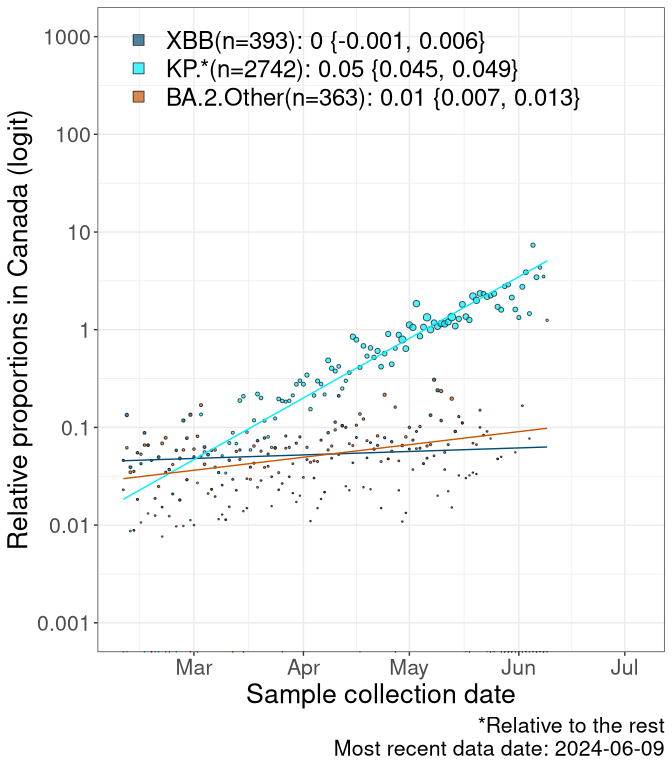 XBB(n=393): 0 {-0.001, 0.006}
KP.*(n=2742): 0.05 {0.045, 0.049}
BA.2.Other(n=363): 0.01 {0.007, 0.013}
Relative proportions in Canada (logit)
1000
100
10
1
0.1
0.01
0.001
Mar Apr May Jun Jul
Sample collection date
*Relative to the rest
Most recent data date: 2024-06-09